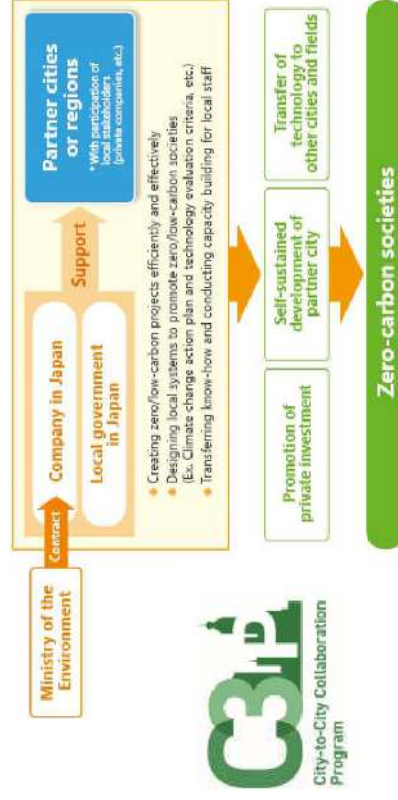 Ministry of the
Environment
Contract
Company in Japan
Local government
in Japan
Support
Partner cities
or regions
* With participation of
local stakeholders
(private companies, etc.)
Creating zero/low-carbon projects efficiently and effectively
Designing local systems to promote zero/low-carbon societies
(Ex. Climate change action plan and technology evaluation criteria, etc.)
Transferring know-how and conducting capacity building for local staff
Promotion of
private investment
Self-sustained
development of
partner city
Transfer of
technology to
other cities and fields
Zero-carbon societies
C3P
City-to-City Collaboration
Program